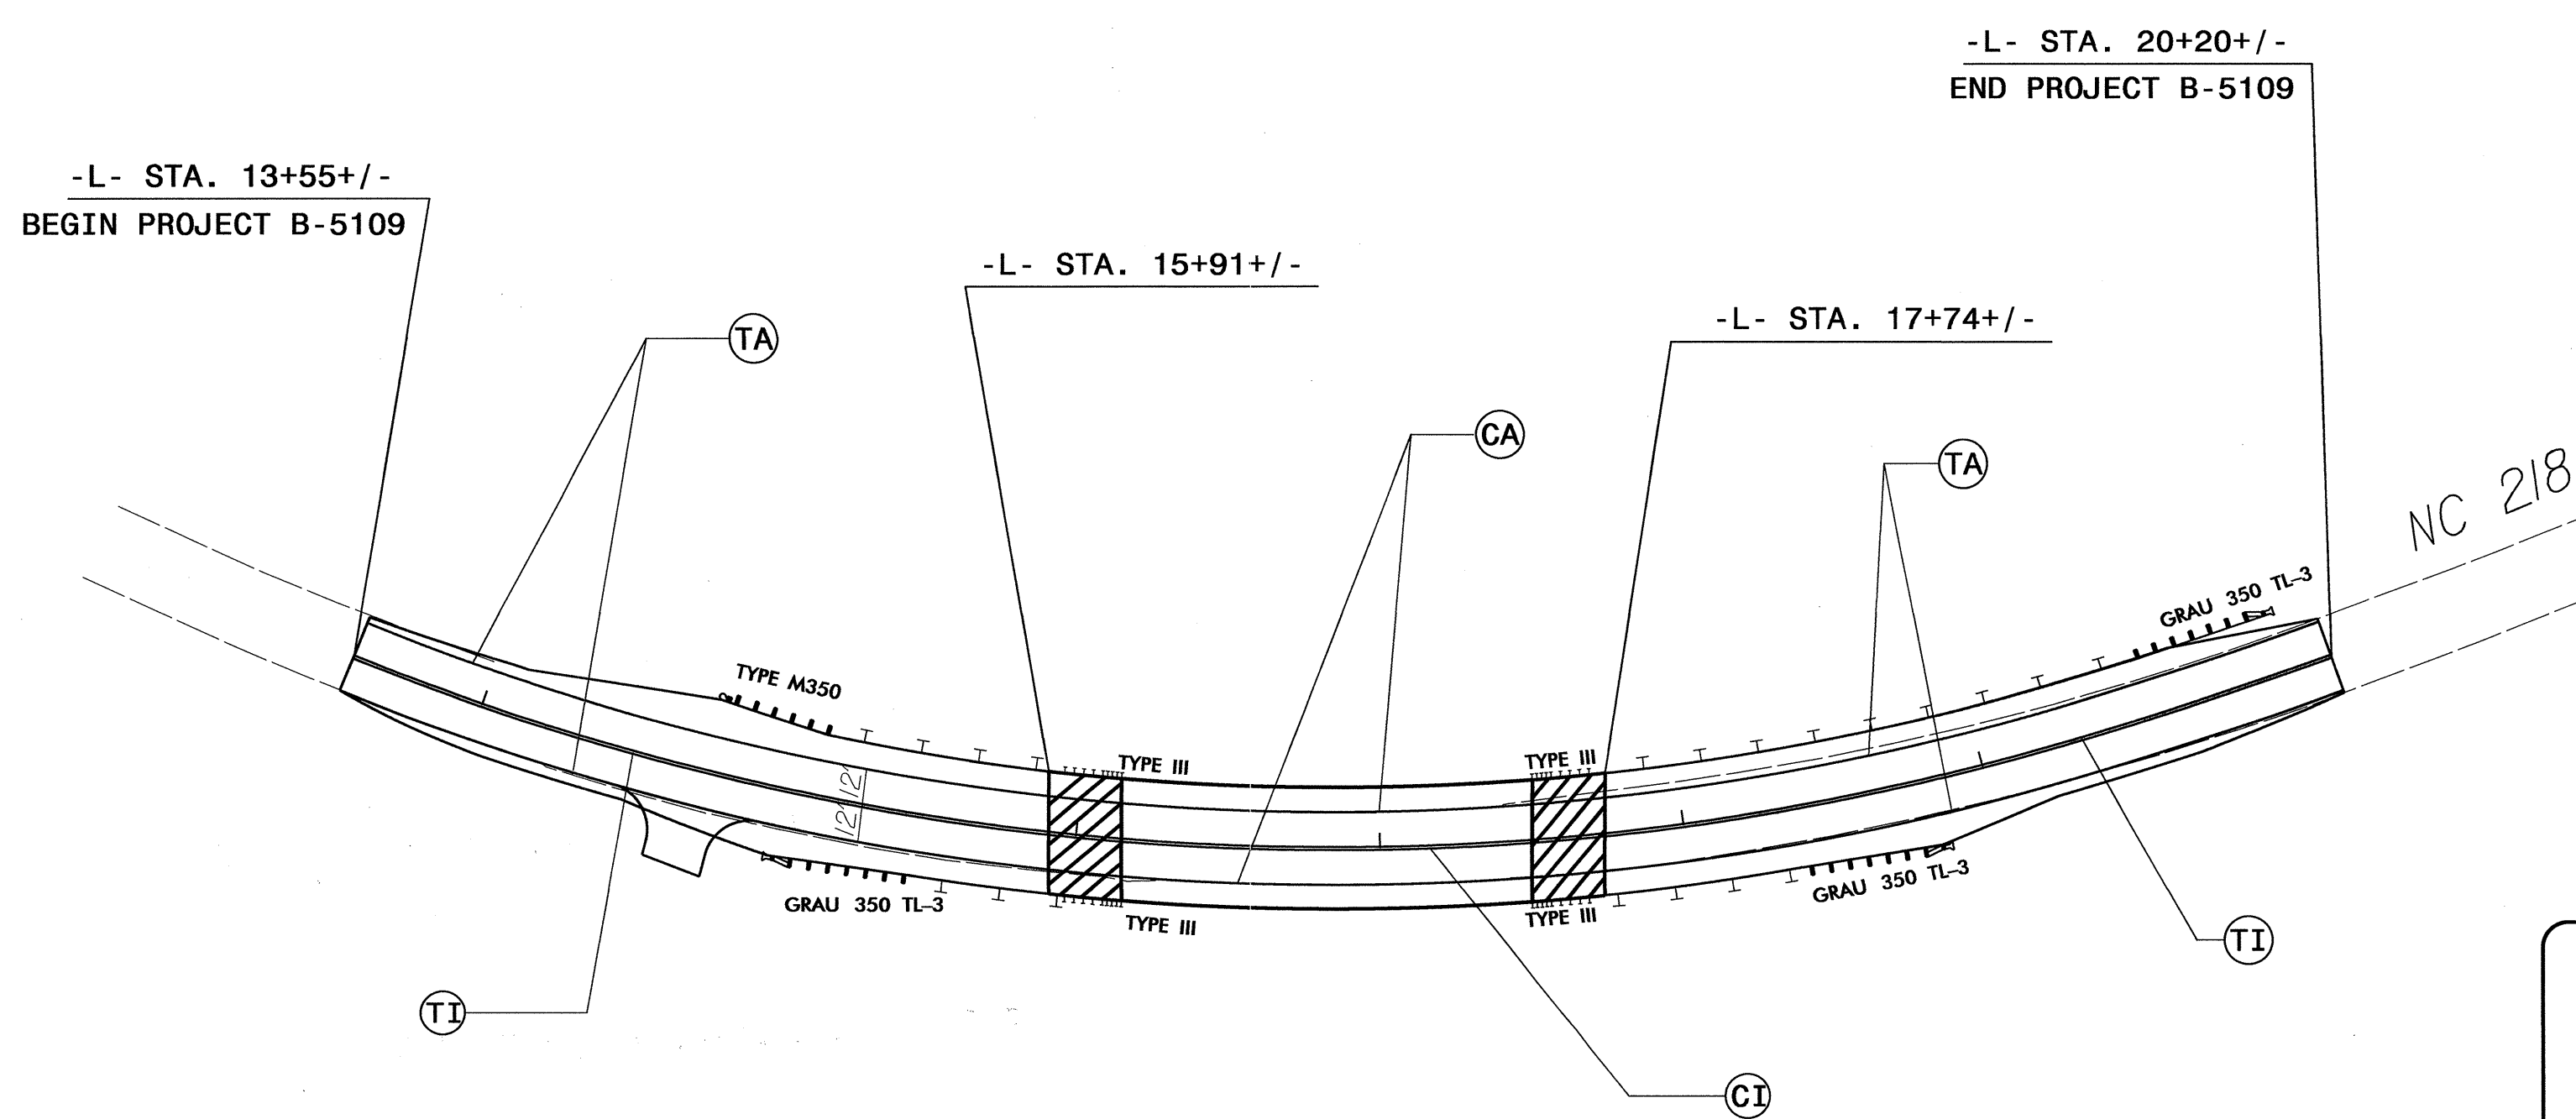 -L- STA. 20+20+/-
END PROJECT B-5109
-L- STA. 13+55+/-
BEGIN PROJECT B-5109
-L- STA. 15+91+/-
-L- STA. 17+74+/-
TA
CA
TA
NC 218
GRAU 350 TL-3
TYPE M350
TYPE III
TYPE III
12'
12'
GRAU 350 TL-3
TYPE III
TYPE III
GRAU 350 TL-3
TI
TI
CI